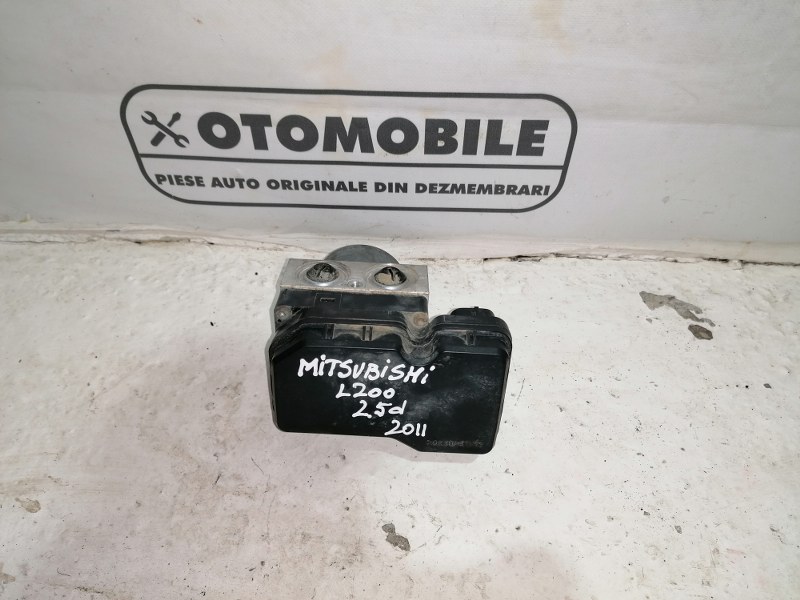 OTOMOBILE
PIESE AUTO ORIGINALE DIN DEZMEMBRARI
MiTSUBiSHi
L200
2.5d
2011